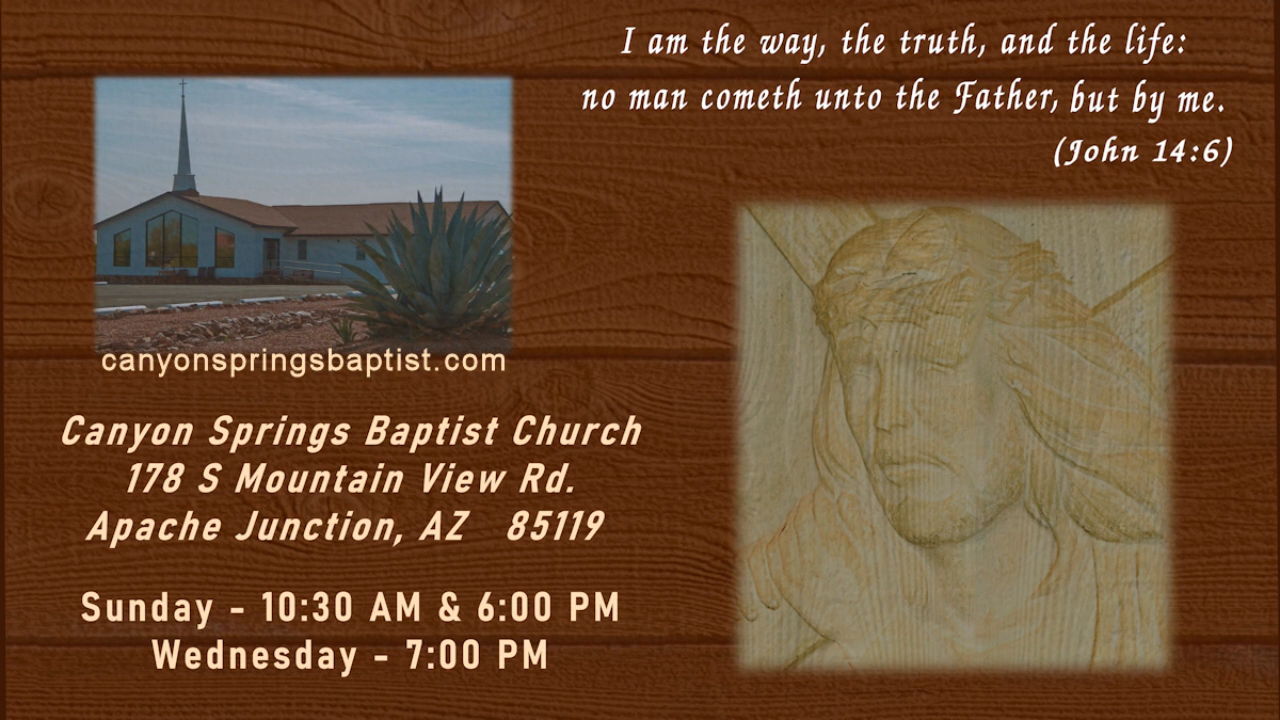 I am the way, the truth, and the life:
no man cometh unto the Father, but by me.
(John 14:6)
canyonspringsbaptist.com
Canyon Springs Baptist Church
178 S Mountain View Rd.
Apache Junction, AZ 85119
Sunday - 10:30 AM & 6:00 PM
Wednesday - 7:00 PM